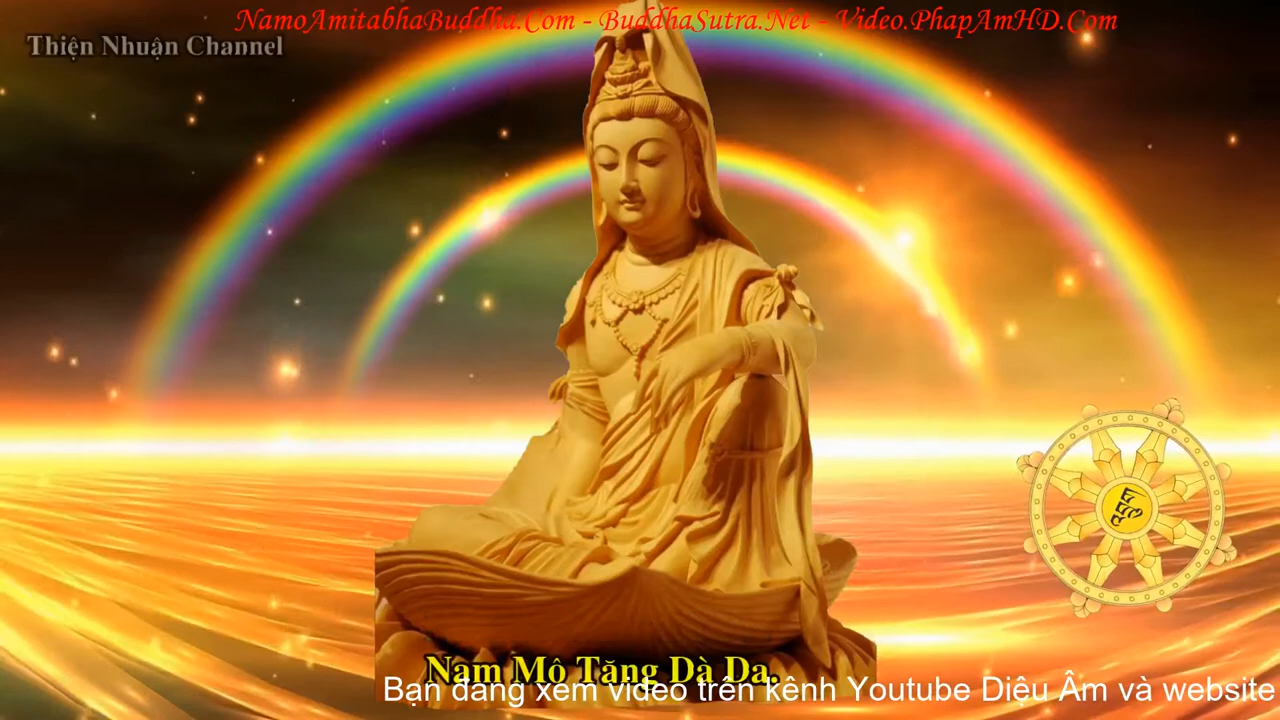 NamoAmitabhaBuddha.Com - BuddhaSutra.Net - Video.PhapAmHD.Com
Thiện Nhuận Channel
Nam Mô Tăng Dà Da.
Bạn đang xem video trên kênh Youtube Diệu Âm và website